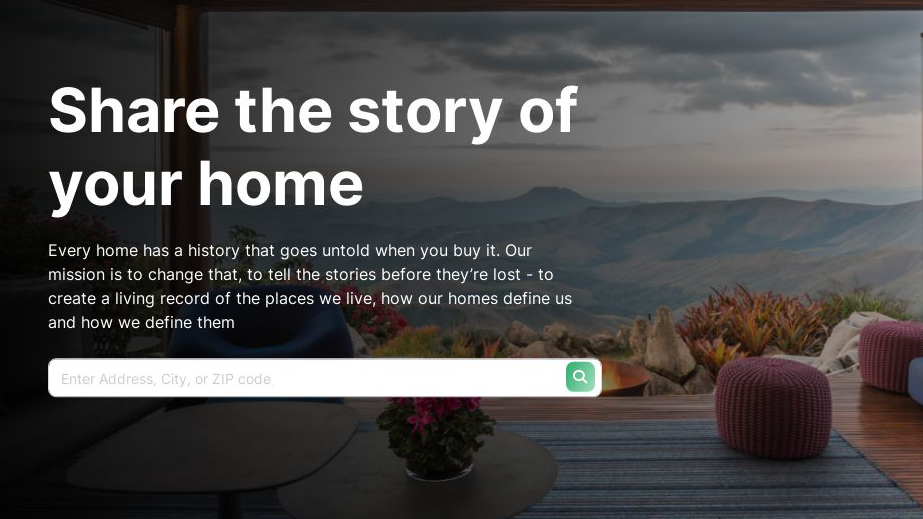 Share the story of
your home
Every home has a history that goes untold when you buy it. Our
mission is to change that, to tell the stories before they’re lost - to
create a living record of the places we live, how our homes define us
and how we define them
Enter Address, City, or ZIP code